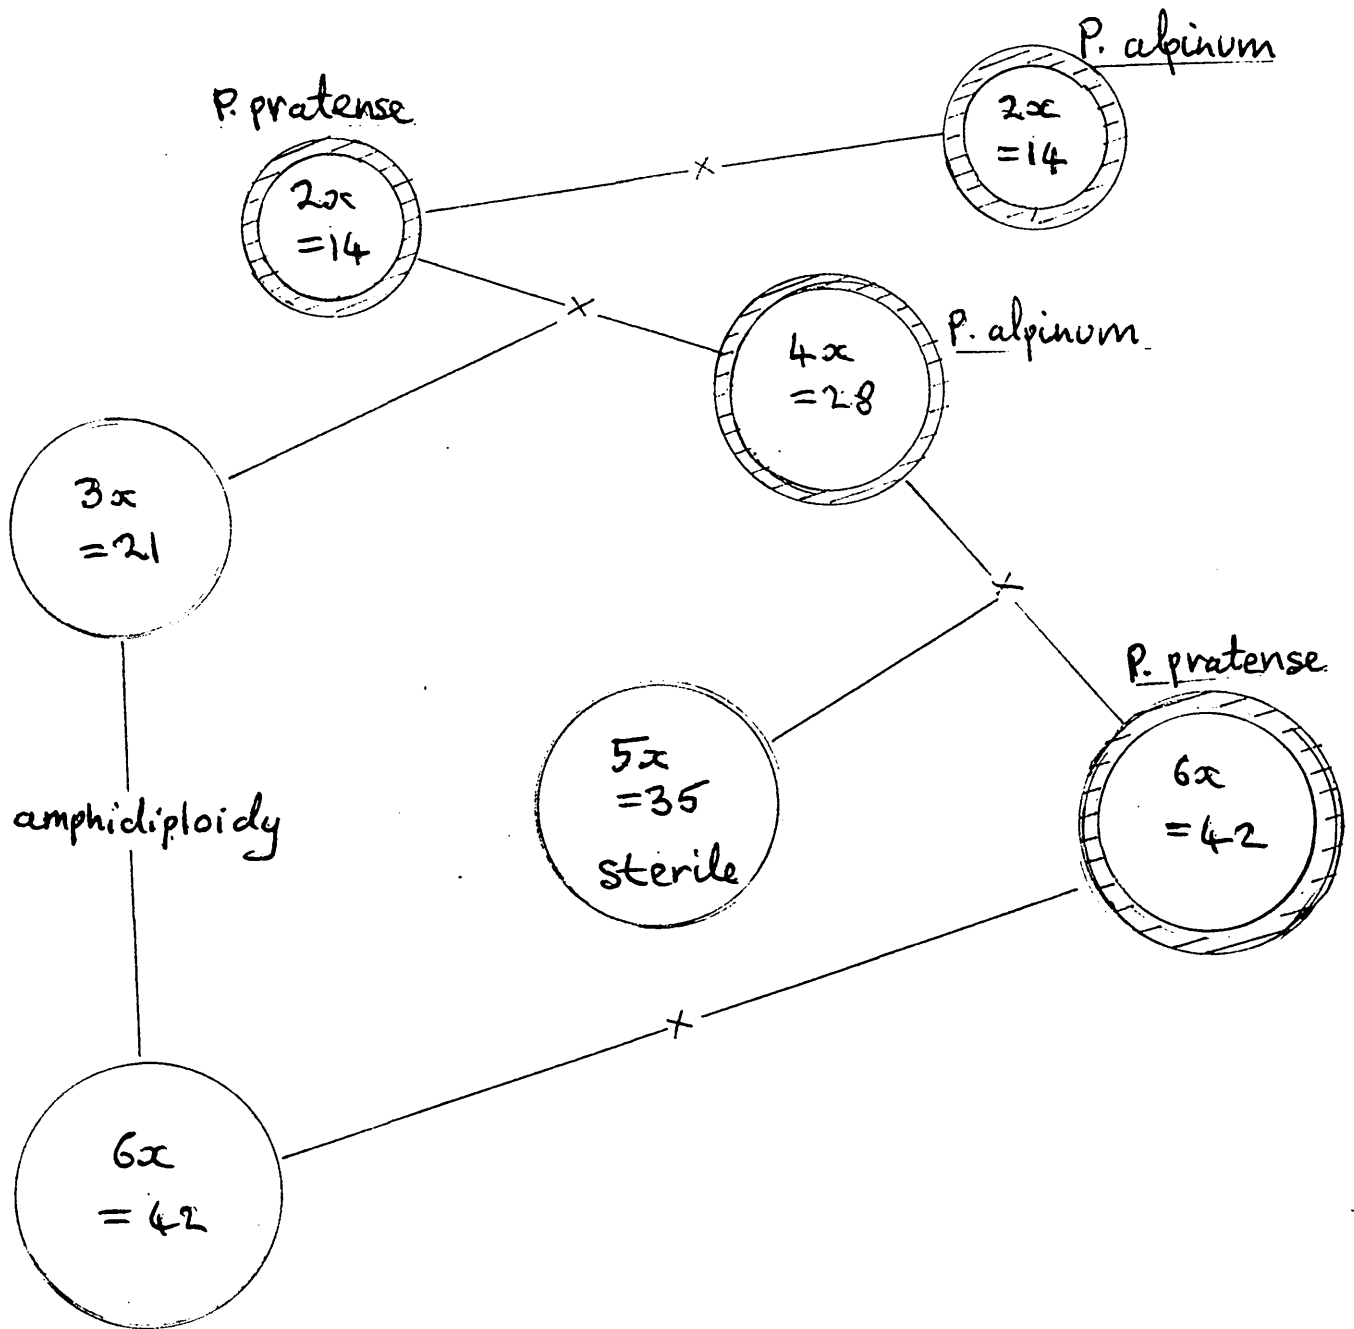 P. alpinum
2x
=14
P. pratense
2x
=14
x
x
4x
=28
P. alpinum
3x
=21
x
P. pratense
5x
=35
sterile
6x
=42
amphidiploidy
x
6x
=42